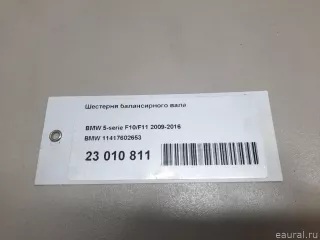 Шестерня балансирного вала
BMW 5-serie F10/F11 2009-2016
BMW 11417602653
23 010 811
eaural.ru